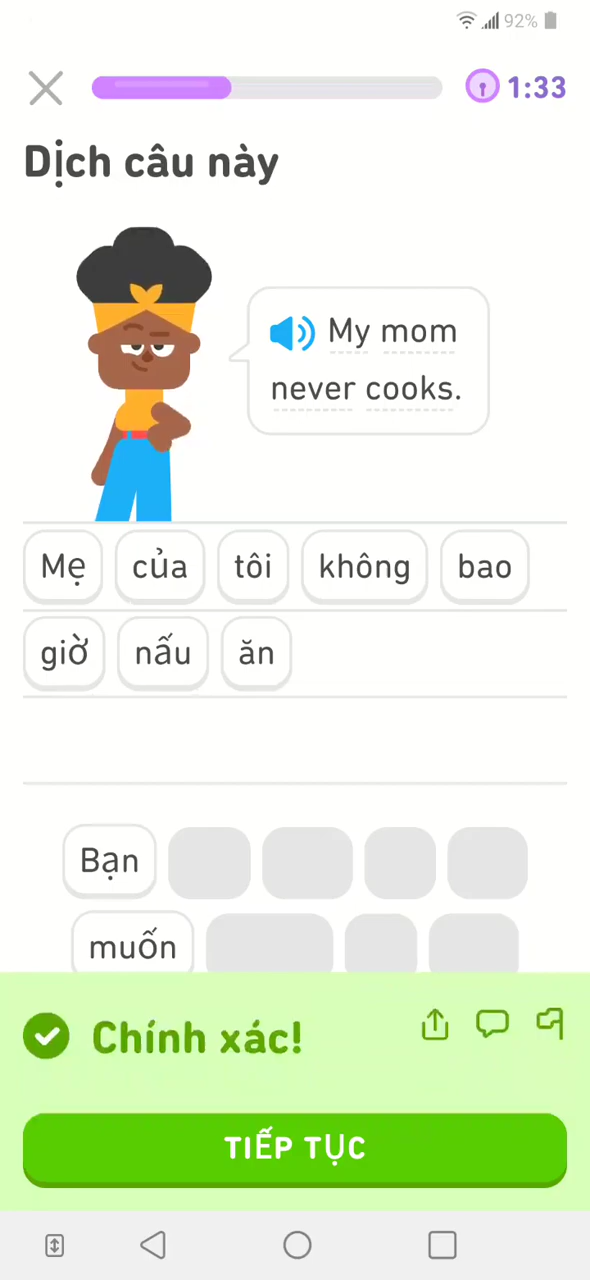 92%
1:33
Dịch câu này
My mom
never cooks.
Mẹ của tôi không bao
giờ nấu ăn
Bạn
muốn
Chính xác!
TIẾP TỤC